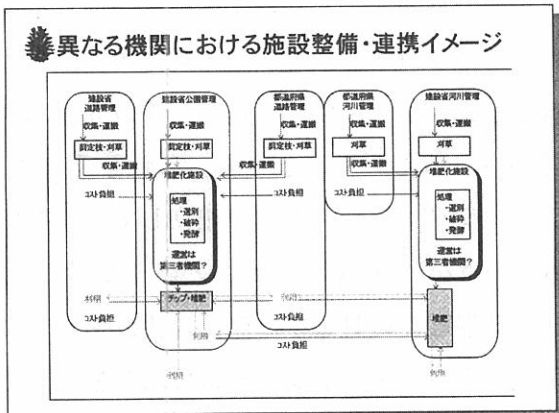 異なる機関における施設整備・連携イメージ
建設省
道路管理
収集・運搬
剪定枝・刈草
収集・運搬
コスト負担
利用
コスト負担
建設省公園管理
収集・運搬
剪定枝・刈草
堆肥化施設
処理
・選別
・破砕
・発酵
運営は
第三者機関?
チップ・堆肥
利用
利用
都道府県
道路管理
収集・運搬
剪定枝・刈草
収集・運搬
コスト負担
利用
コスト負担
コスト負担
都道府県
河川管理
収集・運搬
刈草
収集・運搬
コスト負担
建設省河川管理
収集・運搬
刈草
堆肥化施設
処理
・選別
・破砕
・発酵
運営は
第三者機関?
堆肥
利用